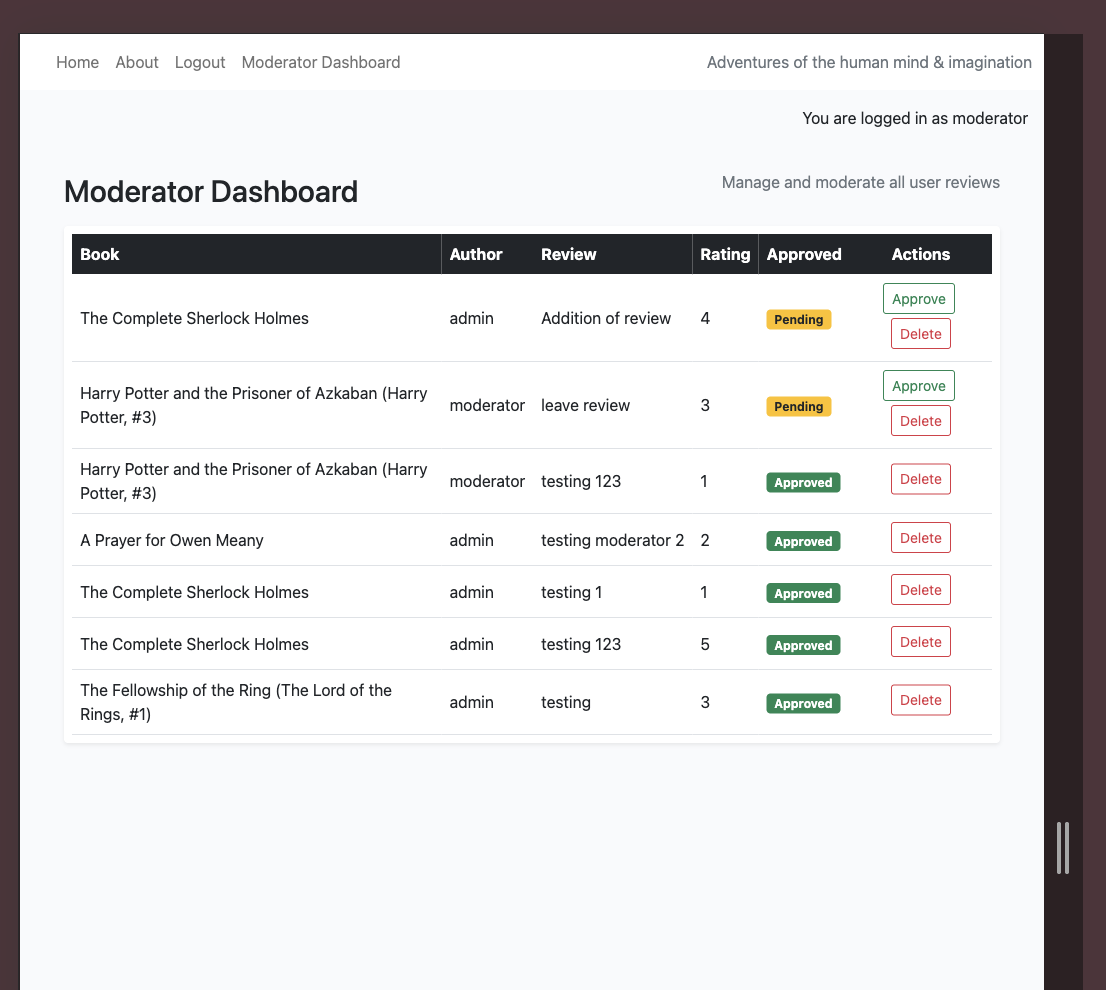 Home About Logout Moderator Dashboard Adventures of the human mind & imagination
You are logged in as moderator
Moderator Dashboard Manage and moderate all user reviews
Book Author Review Rating Approved Actions
The Complete Sherlock Holmes admin Addition of review 4 Pending Approve
Delete
Harry Potter and the Prisoner of Azkaban (Harry
Potter, #3) moderator leave review 3 Pending Approve
Delete
Harry Potter and the Prisoner of Azkaban (Harry
Potter, #3) moderator testing 123 1 Approved Delete
A Prayer for Owen Meany admin testing moderator 2 2 Approved Delete
The Complete Sherlock Holmes admin testing 1 1 Approved Delete
The Complete Sherlock Holmes admin testing 123 5 Approved Delete
The Fellowship of the Ring (The Lord of the
Rings, #1) admin testing 3 Approved Delete